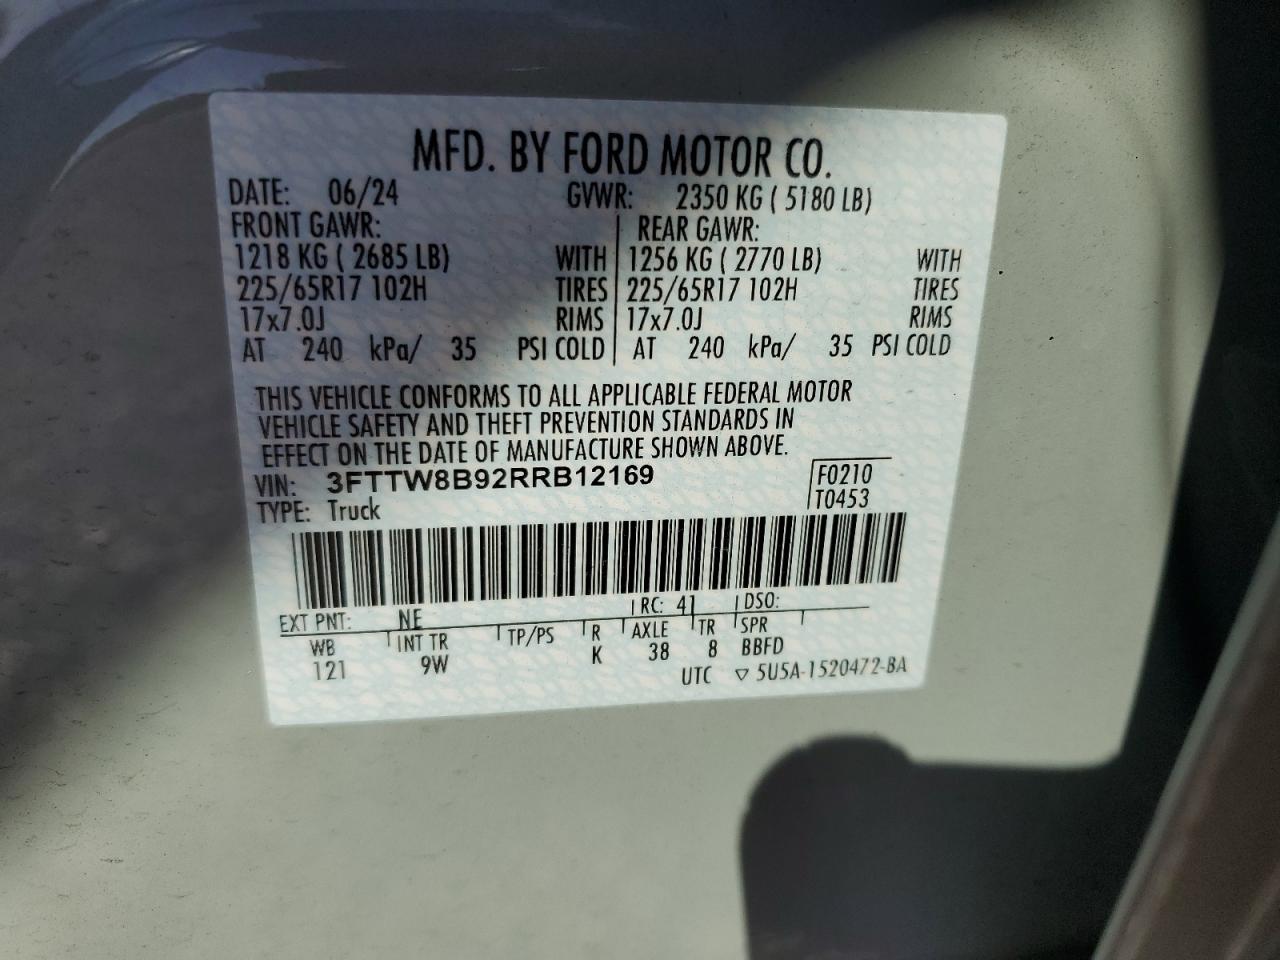 MFD. BY FORD MOTOR CO.
DATE: 06/24 GVWR: 2350 KG ( 5180 LB)
FRONT GAWR: REAR GAWR:
1218 KG ( 2685 LB) WITH 1256 KG ( 2770 LB) WITH
225/65R17 102H TIRES 225/65R17 102H TIRES
17x7.0J RIMS 17x7.0J RIMS
AT 240 kPa/ 35 PSI COLD AT 240 kPa/ 35 PSI COLD
THIS VEHICLE CONFORMS TO ALL APPLICABLE FEDERAL MOTOR
VEHICLE SAFETY AND THEFT PREVENTION STANDARDS IN
EFFECT ON THE DATE OF MANUFACTURE SHOWN ABOVE.
VIN: 3FTTW8B92RRB12169 F0210
TYPE: Truck T0453
EXT PNT: NE RC: 41 DSO:
WB INT TR TP/PS R AXLE TR SPR
121 9W K 38 8 BBFD
UTC ▽ 5U5A-1520472-BA